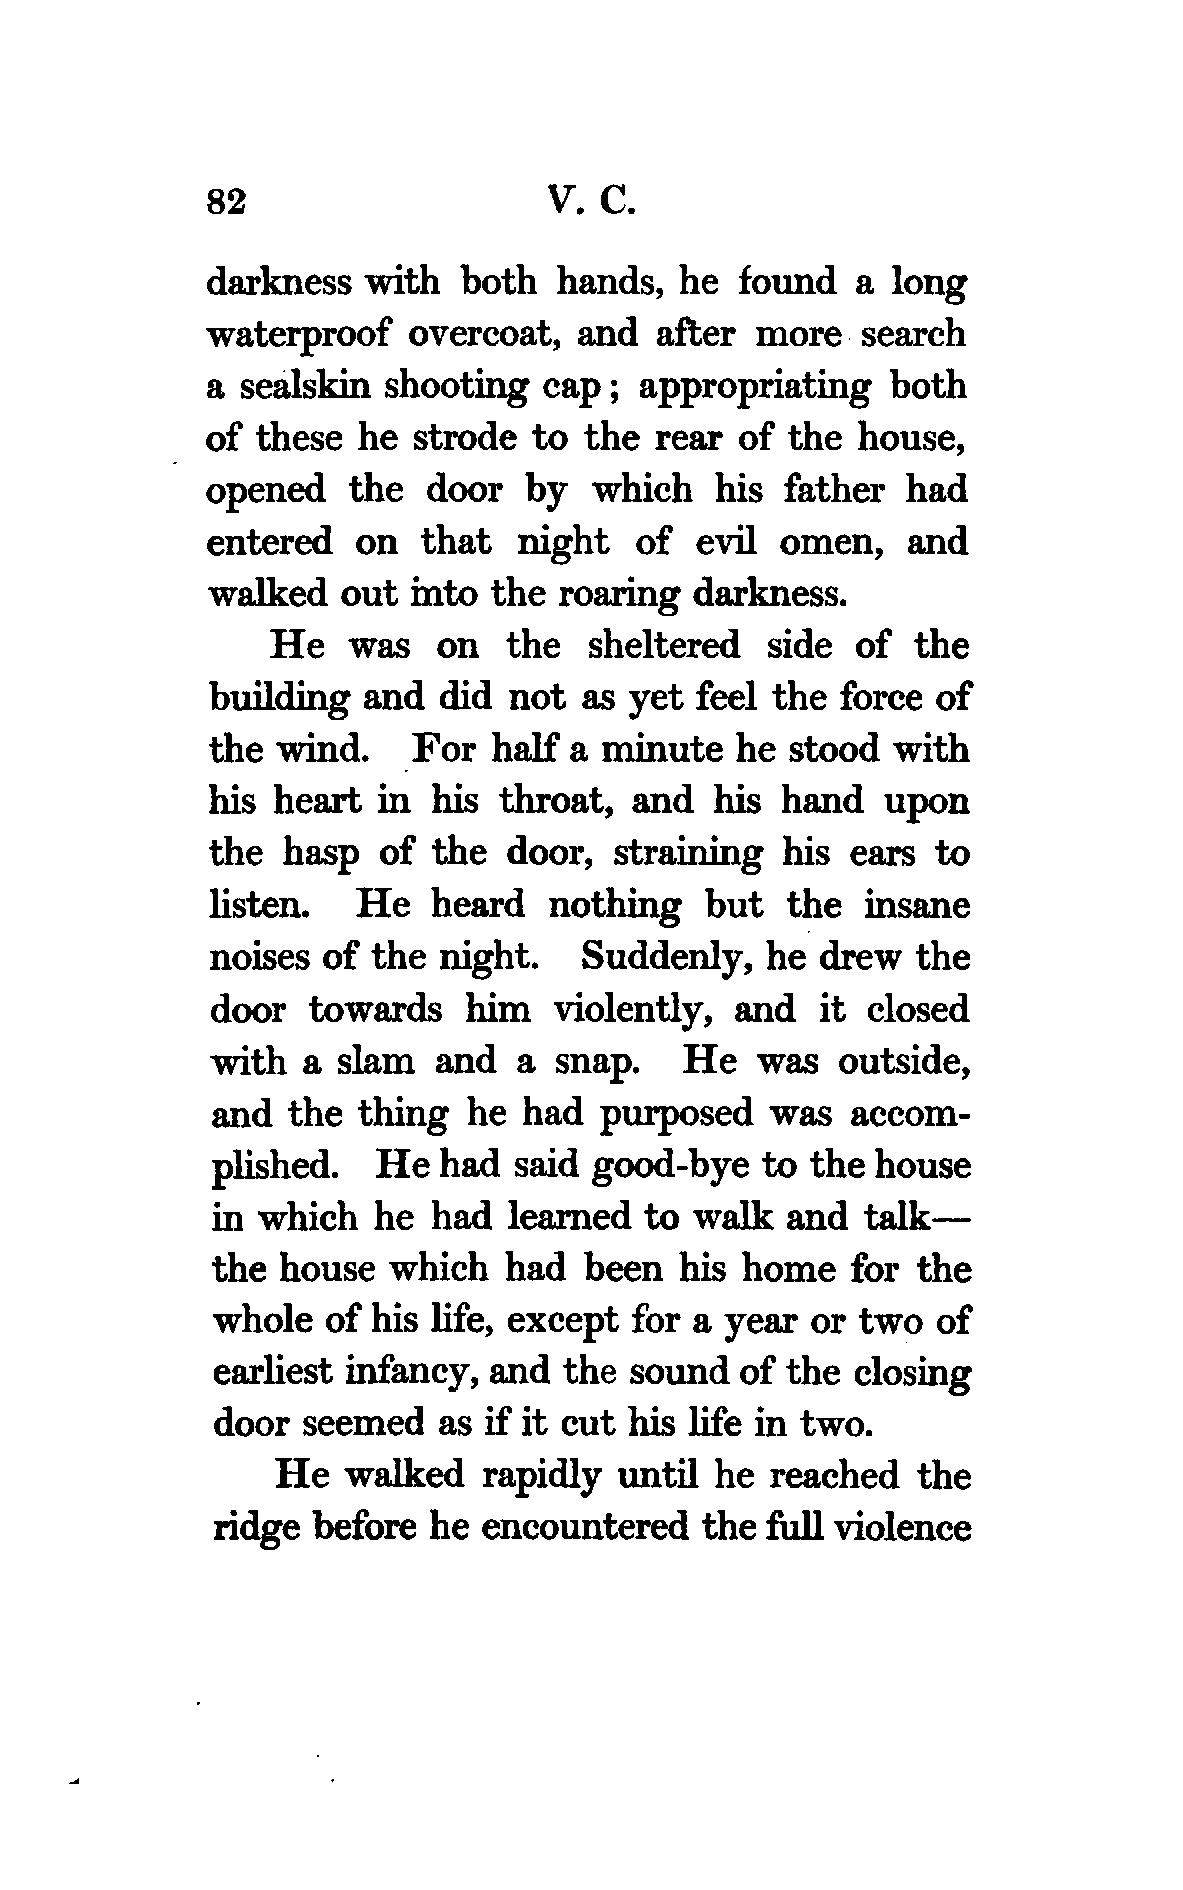 82 V. C.
darkness with both hands, he found a long
waterproof overcoat, and after more search
a sealskin shooting cap ; appropriating both
of these he strode to the rear of the house,
opened the door by which his father had
entered on that night of evil omen, and
walked out into the roaring darkness.
He was on the sheltered side of the
building and did not as yet feel the force of
the wind. For half a minute he stood with
his heart in his throat, and his hand upon
the hasp of the door, straining his ears to
listen. He heard nothing but the insane
noises of the night. Suddenly, he drew the
door towards him violently, and it closed
with a slam and a snap. He was outside,
and the thing he had purposed was accom-
plished. He had said good-bye to the house
in which he had learned to walk and talk—
the house which had been his home for the
whole of his life, except for a year or two of
earliest infancy, and the sound of the closing
door seemed as if it cut his life in two.
He walked rapidly until he reached the
ridge before he encountered the full violence